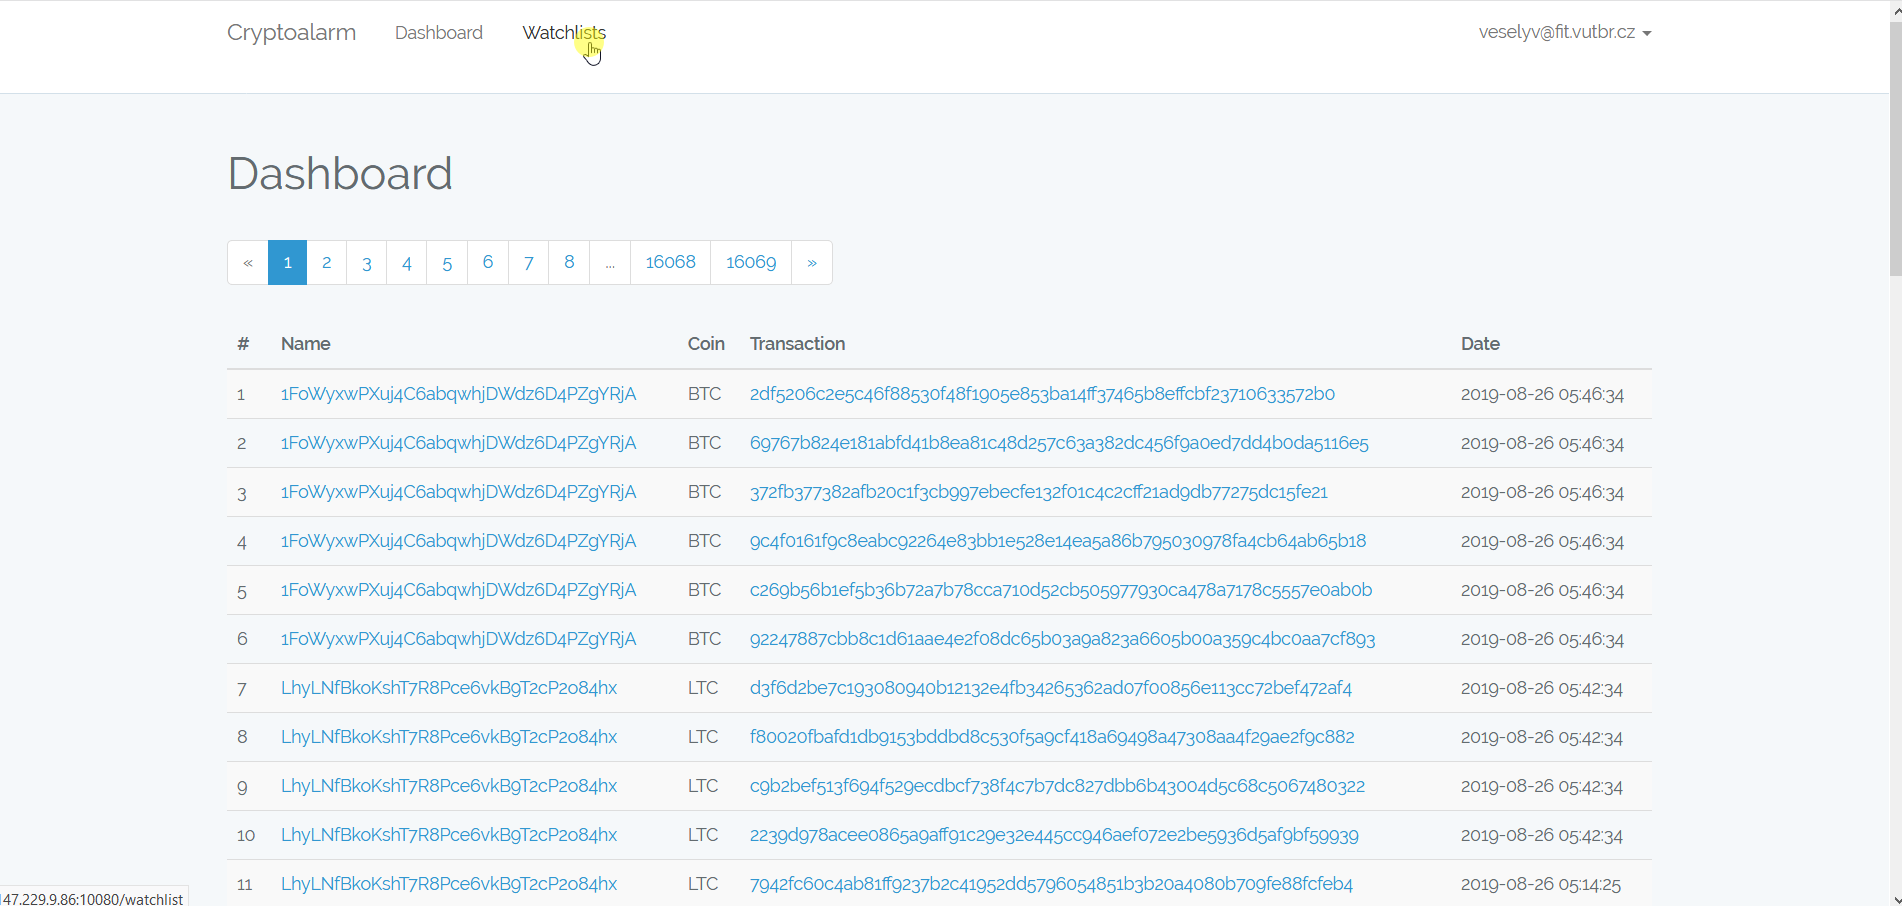 Cryptoalarm Dashboard Watchlists veselyv@fit.vutbr.cz
Dashboard
« 1 2 3 4 5 6 7 8 ... 16068 16069 »
# Name Coin Transaction Date
1 1FoWyxwPXuj4C6abqwhjDWdz6D4PZgYRjA BTC 2df5206c2e5c46f88530f48f1905e853ba14ff37465b8effcbf23710633572b0 2019-08-26 05:46:34
2 1FoWyxwPXuj4C6abqwhjDWdz6D4PZgYRjA BTC 69767b824e181abfd41b8ea81c48d257c63a382dc456f9a0ed7dd4b0da5116e5 2019-08-26 05:46:34
3 1FoWyxwPXuj4C6abqwhjDWdz6D4PZgYRjA BTC 372fb377382afb20c1f3cb997ebecfe132f01c4c2cff21ad9db77275dc15fe21 2019-08-26 05:46:34
4 1FoWyxwPXuj4C6abqwhjDWdz6D4PZgYRjA BTC 9c4f0161f9c8eabc92264e83bb1e528e14ea5a86b795030978fa4cb64ab65b18 2019-08-26 05:46:34
5 1FoWyxwPXuj4C6abqwhjDWdz6D4PZgYRjA BTC c269b56b1ef5b36b72a7b78cca710d52cb505977930ca478a7178c5557e0ab0b 2019-08-26 05:46:34
6 1FoWyxwPXuj4C6abqwhjDWdz6D4PZgYRjA BTC 92247887cbb8c1d61aae4e2f08dc65b03a9a823a6605b00a359c4bc0aa7cf893 2019-08-26 05:46:34
7 LhyLNfBkoKshT7R8Pce6vkB9T2cP2o84hx LTC d3f6d2be7c193080940b12132e4fb34265362ad07f00856e113cc72bef472af4 2019-08-26 05:42:34
8 LhyLNfBkoKshT7R8Pce6vkB9T2cP2o84hx LTC f80020fbafd1db9153bddbd8c530f5a9cf418a69498a47308aa4f29ae2f9c882 2019-08-26 05:42:34
9 LhyLNfBkoKshT7R8Pce6vkB9T2cP2o84hx LTC c9b2bef513f694f529ecdbcf738f4c7b7dc827dbb6b43004d5c68c5067480322 2019-08-26 05:42:34
10 LhyLNfBkoKshT7R8Pce6vkB9T2cP2o84hx LTC 2239d978acee0865a9aff91c29e32e445cc946aef072e2be5936d5af9bf59939 2019-08-26 05:42:34
11 LhyLNfBkoKshT7R8Pce6vkB9T2cP2o84hx LTC 7942fc60c4ab81ff9237b2c41952dd5796054851b3b20a4080b709fe88fcfeb4 2019-08-26 05:14:25
147.229.9.86:10080/watchlist